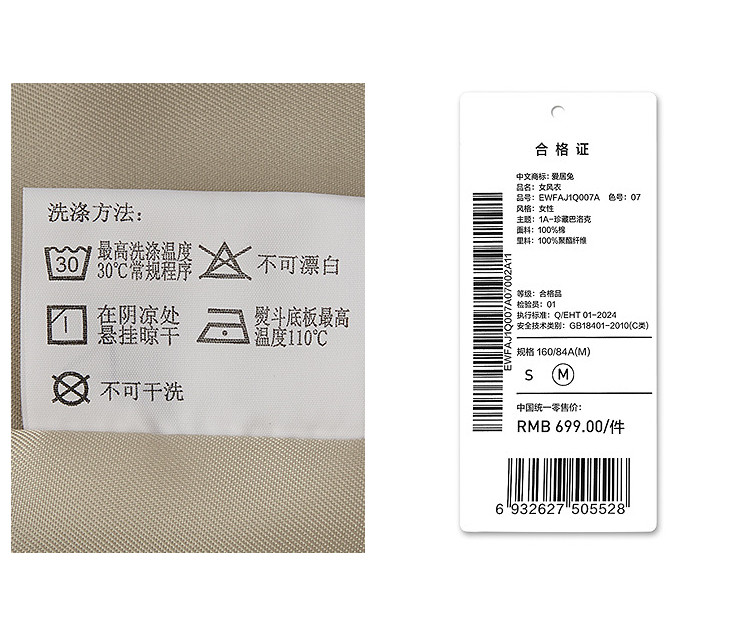 洗涤方法：
30
最高洗涤温度
30℃常规程序
不可漂白
在阴凉处
悬挂晾干
熨斗底板最高
温度110℃
不可干洗
合格证
中文商标：爱居兔
品名：女风衣
品号：EWFAJ1Q007A 色号：07
风格：女性
主题：1A-珍藏巴洛克
面料：100%棉
里料：100%聚酯纤维
等级：合格品
检验员：01
执行标准：Q/EHT 01-2024
安全技术类别：GB18401-2010(C类)
EWFAJ1Q007A07002A11
规格 160/84A(M)
S M
中国统一零售价：
RMB 699.00/件
6 932627 505528